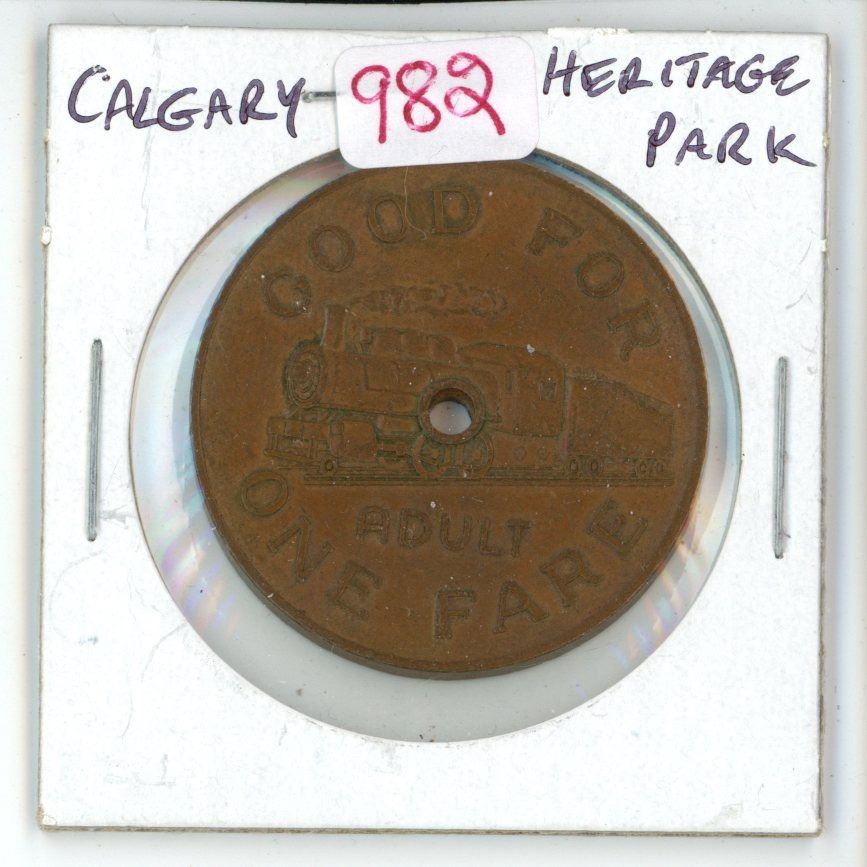 CALGARY - HERITAGE
PARK
982
GOOD FOR
ADULT
ONE FARE